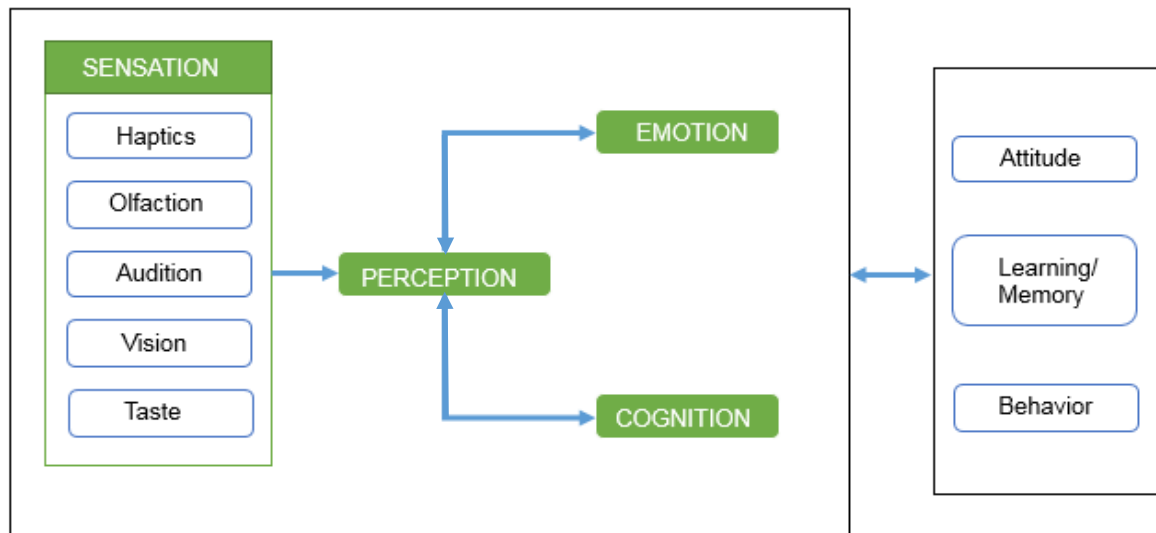 SENSATION
Haptics
Olfaction
Audition
Vision
Taste
PERCEPTION
EMOTION
COGNITION
Attitude
Learning/
Memory
Behavior